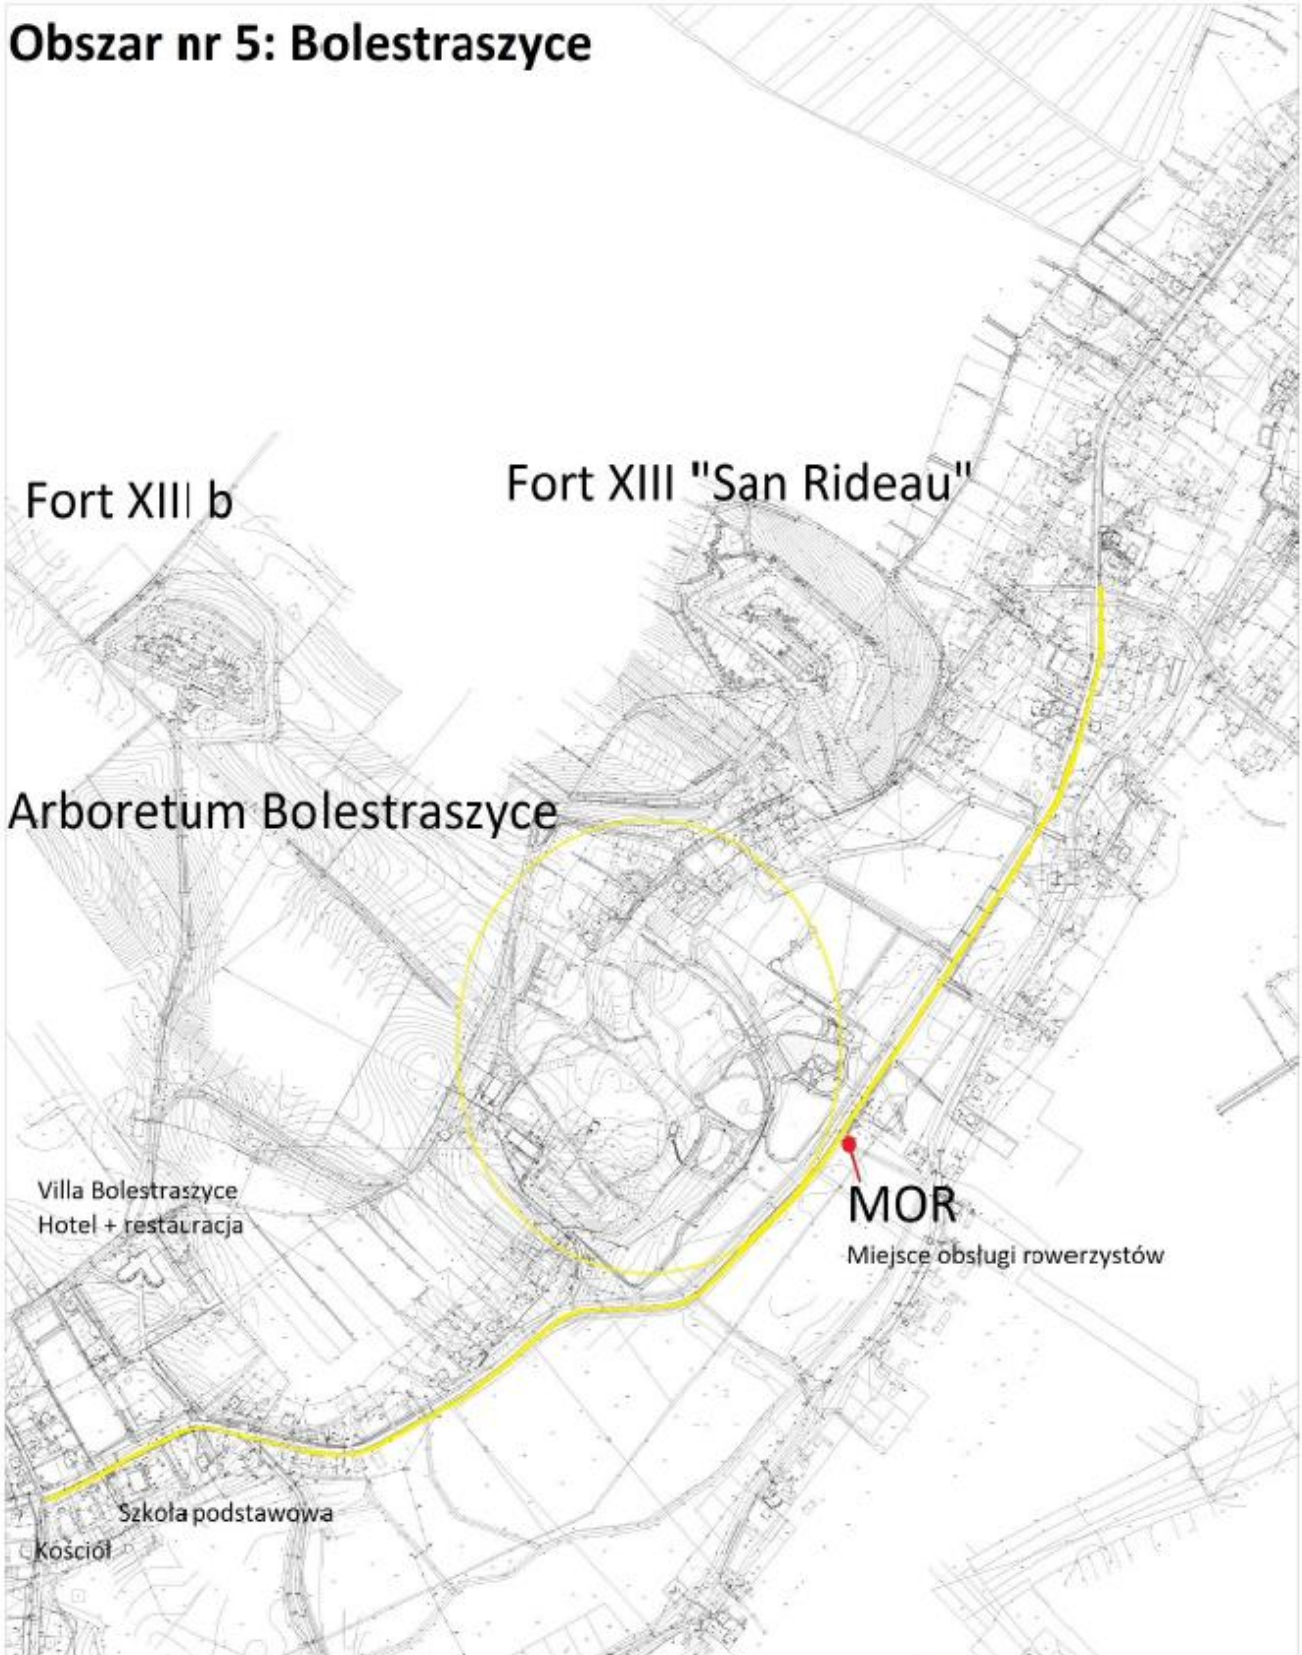 Obszar nr 5: Bolestraszyce
Fort XIII b
Fort XIII "San Rideau"
Arboretum Bolestraszyce
Villa Bolestraszyce
Hotel + restauracja
MOR
Miejsce obsługi rowerzystów
Szkoła podstawowa
Kościół